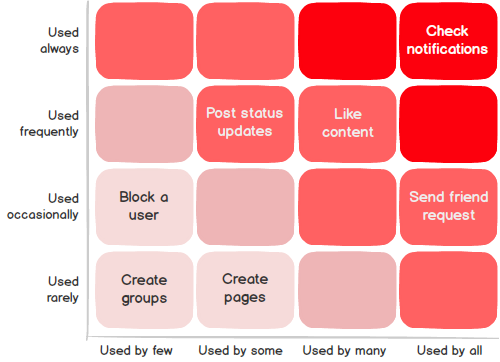 Used
always
Check
notifications
Used
frequently
Post status
updates
Like
content
Used
occasionally
Block a
user
Send friend
request
Used
rarely
Create
groups
Create
pages
Used by few
Used by some
Used by many
Used by all